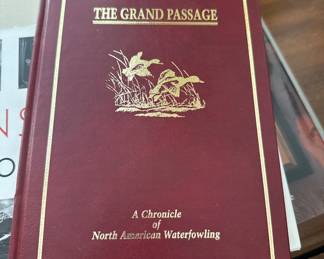 THE GRAND PASSAGE
A Chronicle
of
North American Waterfowling